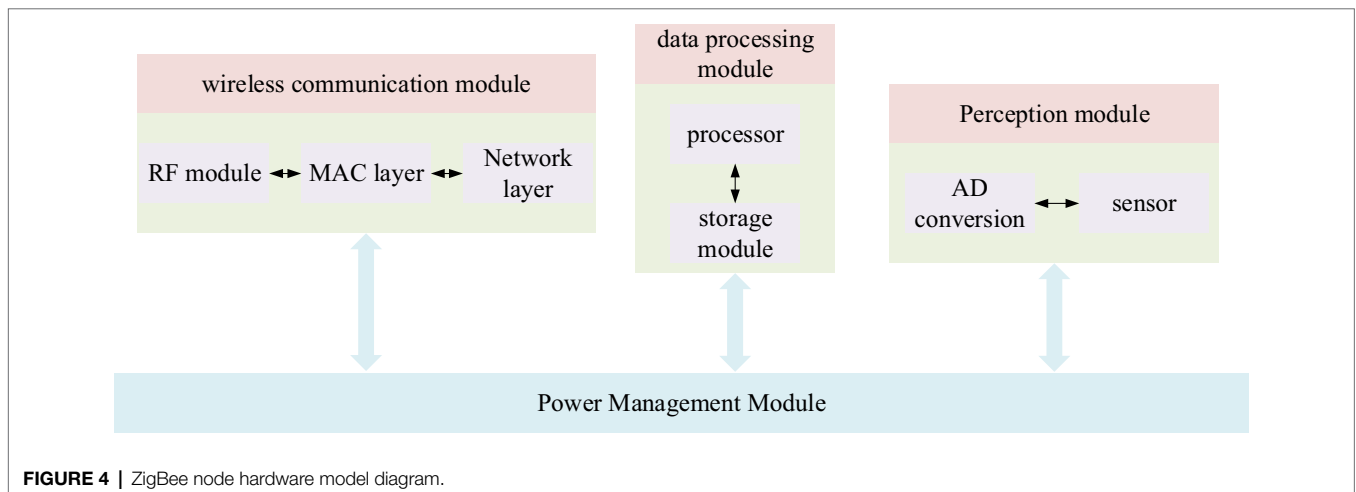 wireless communication module
RF module
MAC layer
Network
layer
data processing
module
processor
storage
module
Perception module
AD
conversion
sensor
Power Management Module
FIGURE 4 | ZigBee node hardware model diagram.